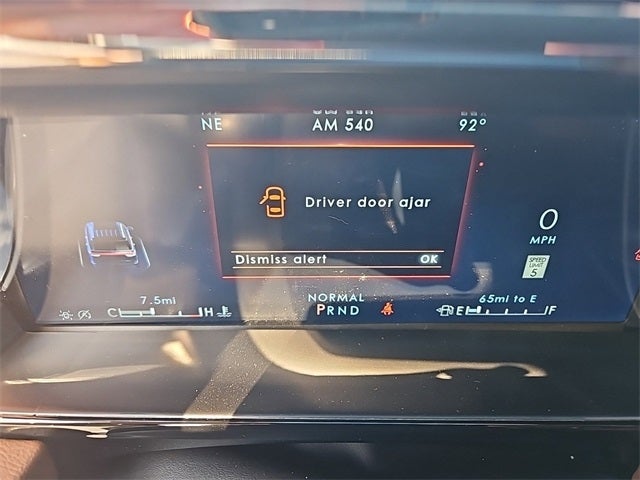 NE AM 540 92°
Driver door ajar
0
MPH
Dismiss alert OK
SPEED
LIMIT
5
7.5mi NORMAL 65mi to E
C H PRND E F